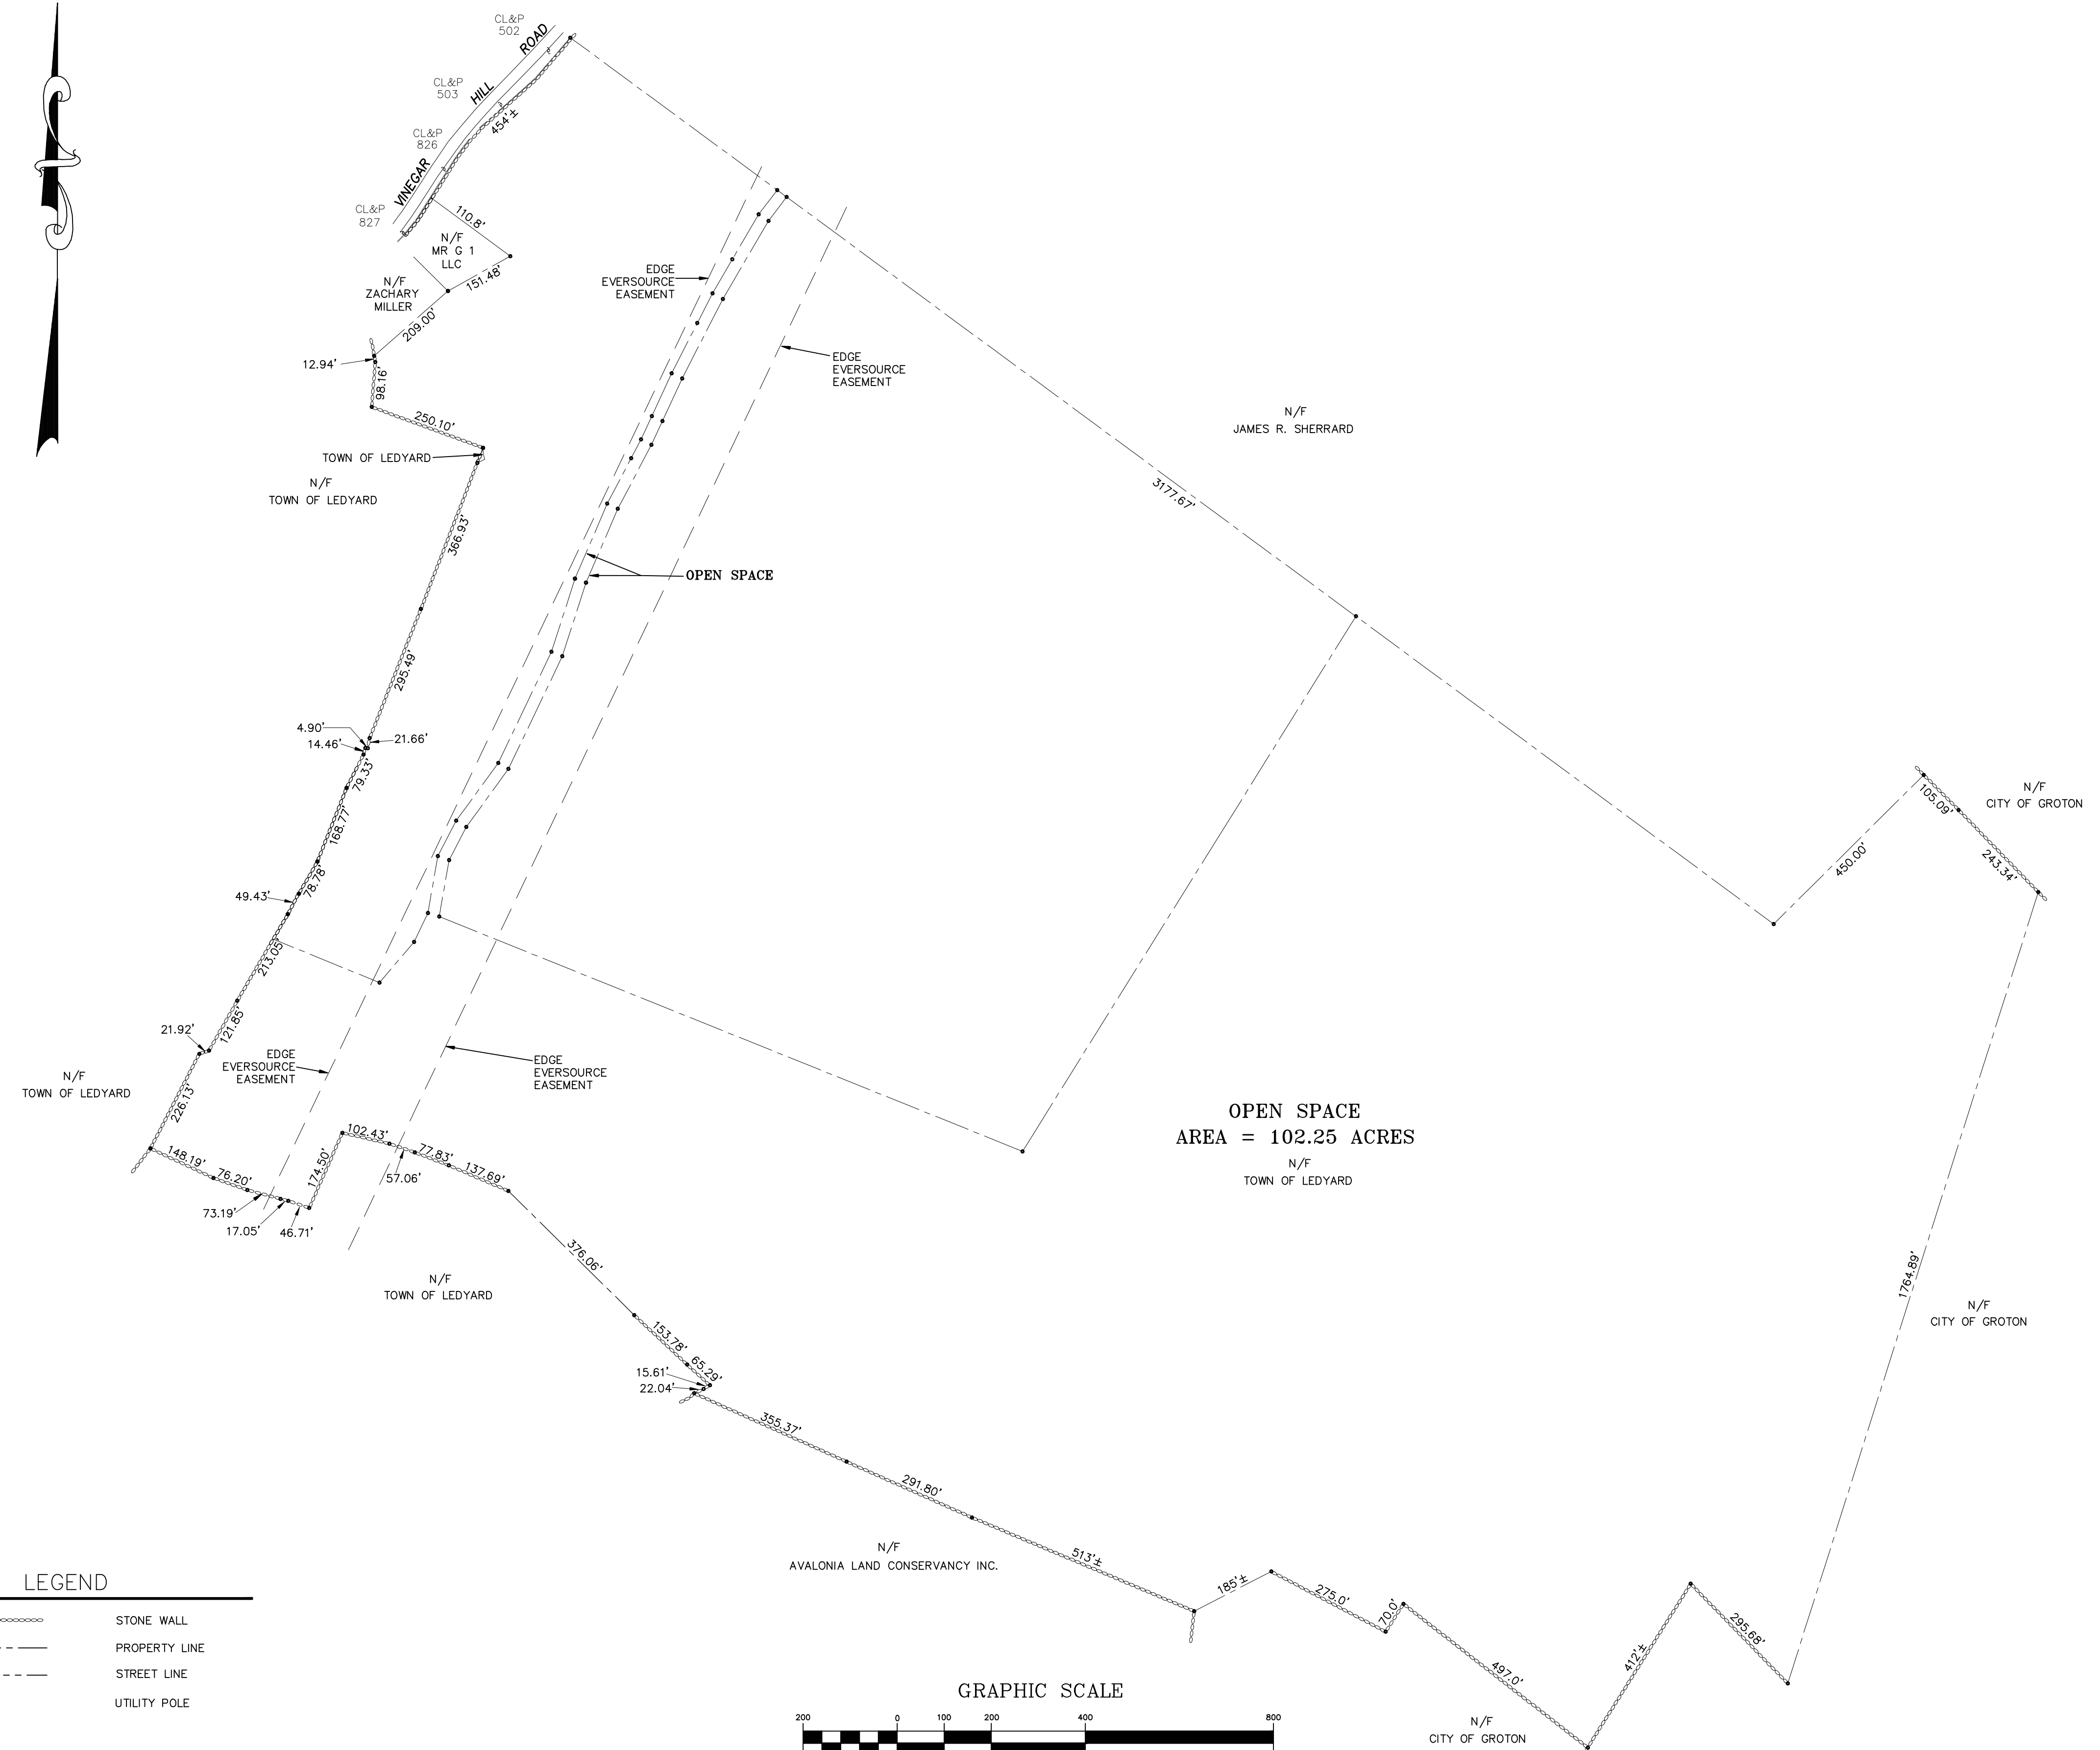 CL&P
502
ROAD
CL&P
503
HILL
454'±
CL&P
826
VINEGAR
CL&P
827
110.8'
N/F
MR G 1
LLC
151.48'
N/F
ZACHARY
MILLER
209.00'
12.94'
98.16'
250.10'
TOWN OF LEDYARD
N/F
TOWN OF LEDYARD
EDGE
EVERSOURCE
EASEMENT
EDGE
EVERSOURCE
EASEMENT
N/F
JAMES R. SHERRARD
3177.67'
366.93'
OPEN SPACE
295.49'
4.90'
14.46'
21.66'
79.33'
168.77'
78.78'
49.43'
213.05'
121.85'
21.92'
226.13'
N/F
TOWN OF LEDYARD
EDGE
EVERSOURCE
EASEMENT
EDGE
EVERSOURCE
EASEMENT
105.09'
N/F
CITY OF GROTON
450.00'
243.34'
OPEN SPACE
AREA = 102.25 ACRES
N/F
TOWN OF LEDYARD
148.19'
76.20'
73.19'
17.05'
46.71'
174.50'
102.43'
57.06'
77.83'
137.69'
376.06'
N/F
TOWN OF LEDYARD
153.78'
65.29'
15.61'
22.04'
355.37'
291.80'
513'±
N/F
AVALONIA LAND CONSERVANCY INC.
1764.89'
N/F
CITY OF GROTON
185'±
275.0'
70.0'
497.0'
412'±
295.68'
N/F
CITY OF GROTON
LEGEND
STONE WALL
PROPERTY LINE
STREET LINE
UTILITY POLE
GRAPHIC SCALE
200 0 100 200 400 800